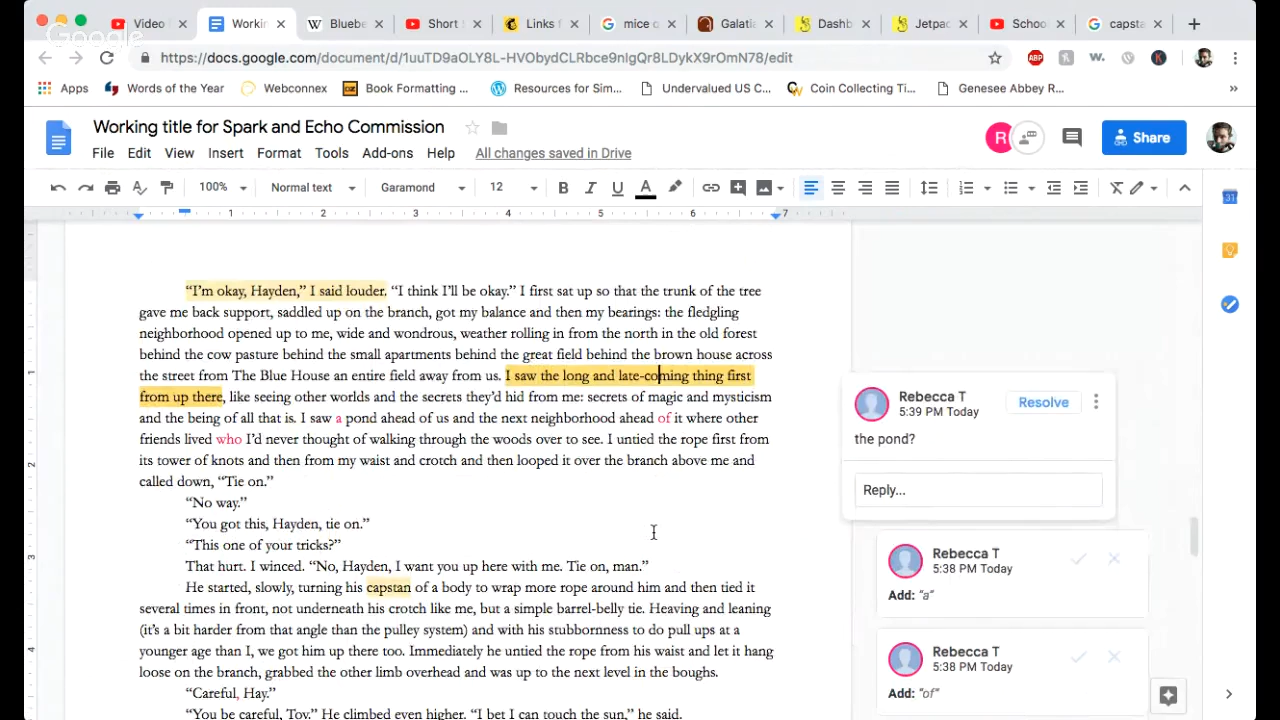 Video
Workin
Blueb
Short
Links f
mice o
Galatia
Dashb
Jetpac
Schoo
capsta
Google
https://docs.google.com/document/d/1uuTD9aOLY8L-HVObydCLRbce9nIgQr8LDykX9rOmN78/edit
Apps
Words of the Year
Webconnex
Book Formatting ...
Resources for Sim...
Undervalued US C...
Coin Collecting Ti...
Genesee Abbey R...
»
Working title for Spark and Echo Commission
R
Share
File Edit View Insert Format Tools Add-ons Help All changes saved in Drive
100% Normal text Garamond 12 B I U A
1 2 3 4 5 6 7
“I’m okay, Hayden,” I said louder. “I think I’ll be okay.” I first sat up so that the trunk of the tree
gave me back support, saddled up on the branch, got my balance and then my bearings: the fledgling
neighborhood opened up to me, wide and wondrous, weather rolling in from the north in the old forest
behind the cow pasture behind the small apartments behind the great field behind the brown house across
the street from The Blue House an entire field away from us. I saw the long and late-coming thing first
from up there, like seeing other worlds and the secrets they’d hid from me: secrets of magic and mysticism
and the being of all that is. I saw a pond ahead of us and the next neighborhood ahead of it where other
friends lived who I’d never thought of walking through the woods over to see. I untied the rope first from
its tower of knots and then from my waist and crotch and then looped it over the branch above me and
called down, “Tie on.”
“No way.”
“You got this, Hayden, tie on.”
“This one of your tricks?”
That hurt. I winced. “No, Hayden, I want you up here with me. Tie on, man.”
He started, slowly, turning his capstan of a body to wrap more rope around him and then tied it
several times in front, not underneath his crotch like me, but a simple barrel-belly tie. Heaving and leaning
(it’s a bit harder from that angle than the pulley system) and with his stubbornness to do pull ups at a
younger age than I, we got him up there too. Immediately he untied the rope from his waist and let it hang
loose on the branch, grabbed the other limb overhead and was up to the next level in the boughs.
“Careful, Hay.”
“You be careful, Tov.” He climbed even higher. “I bet I can touch the sun,” he said.
1
2
3
4
Rebecca T
5:39 PM Today
Resolve
the pond?
Reply...
Rebecca T
5:38 PM Today
Add: “a”
Rebecca T
5:38 PM Today
Add: “of”